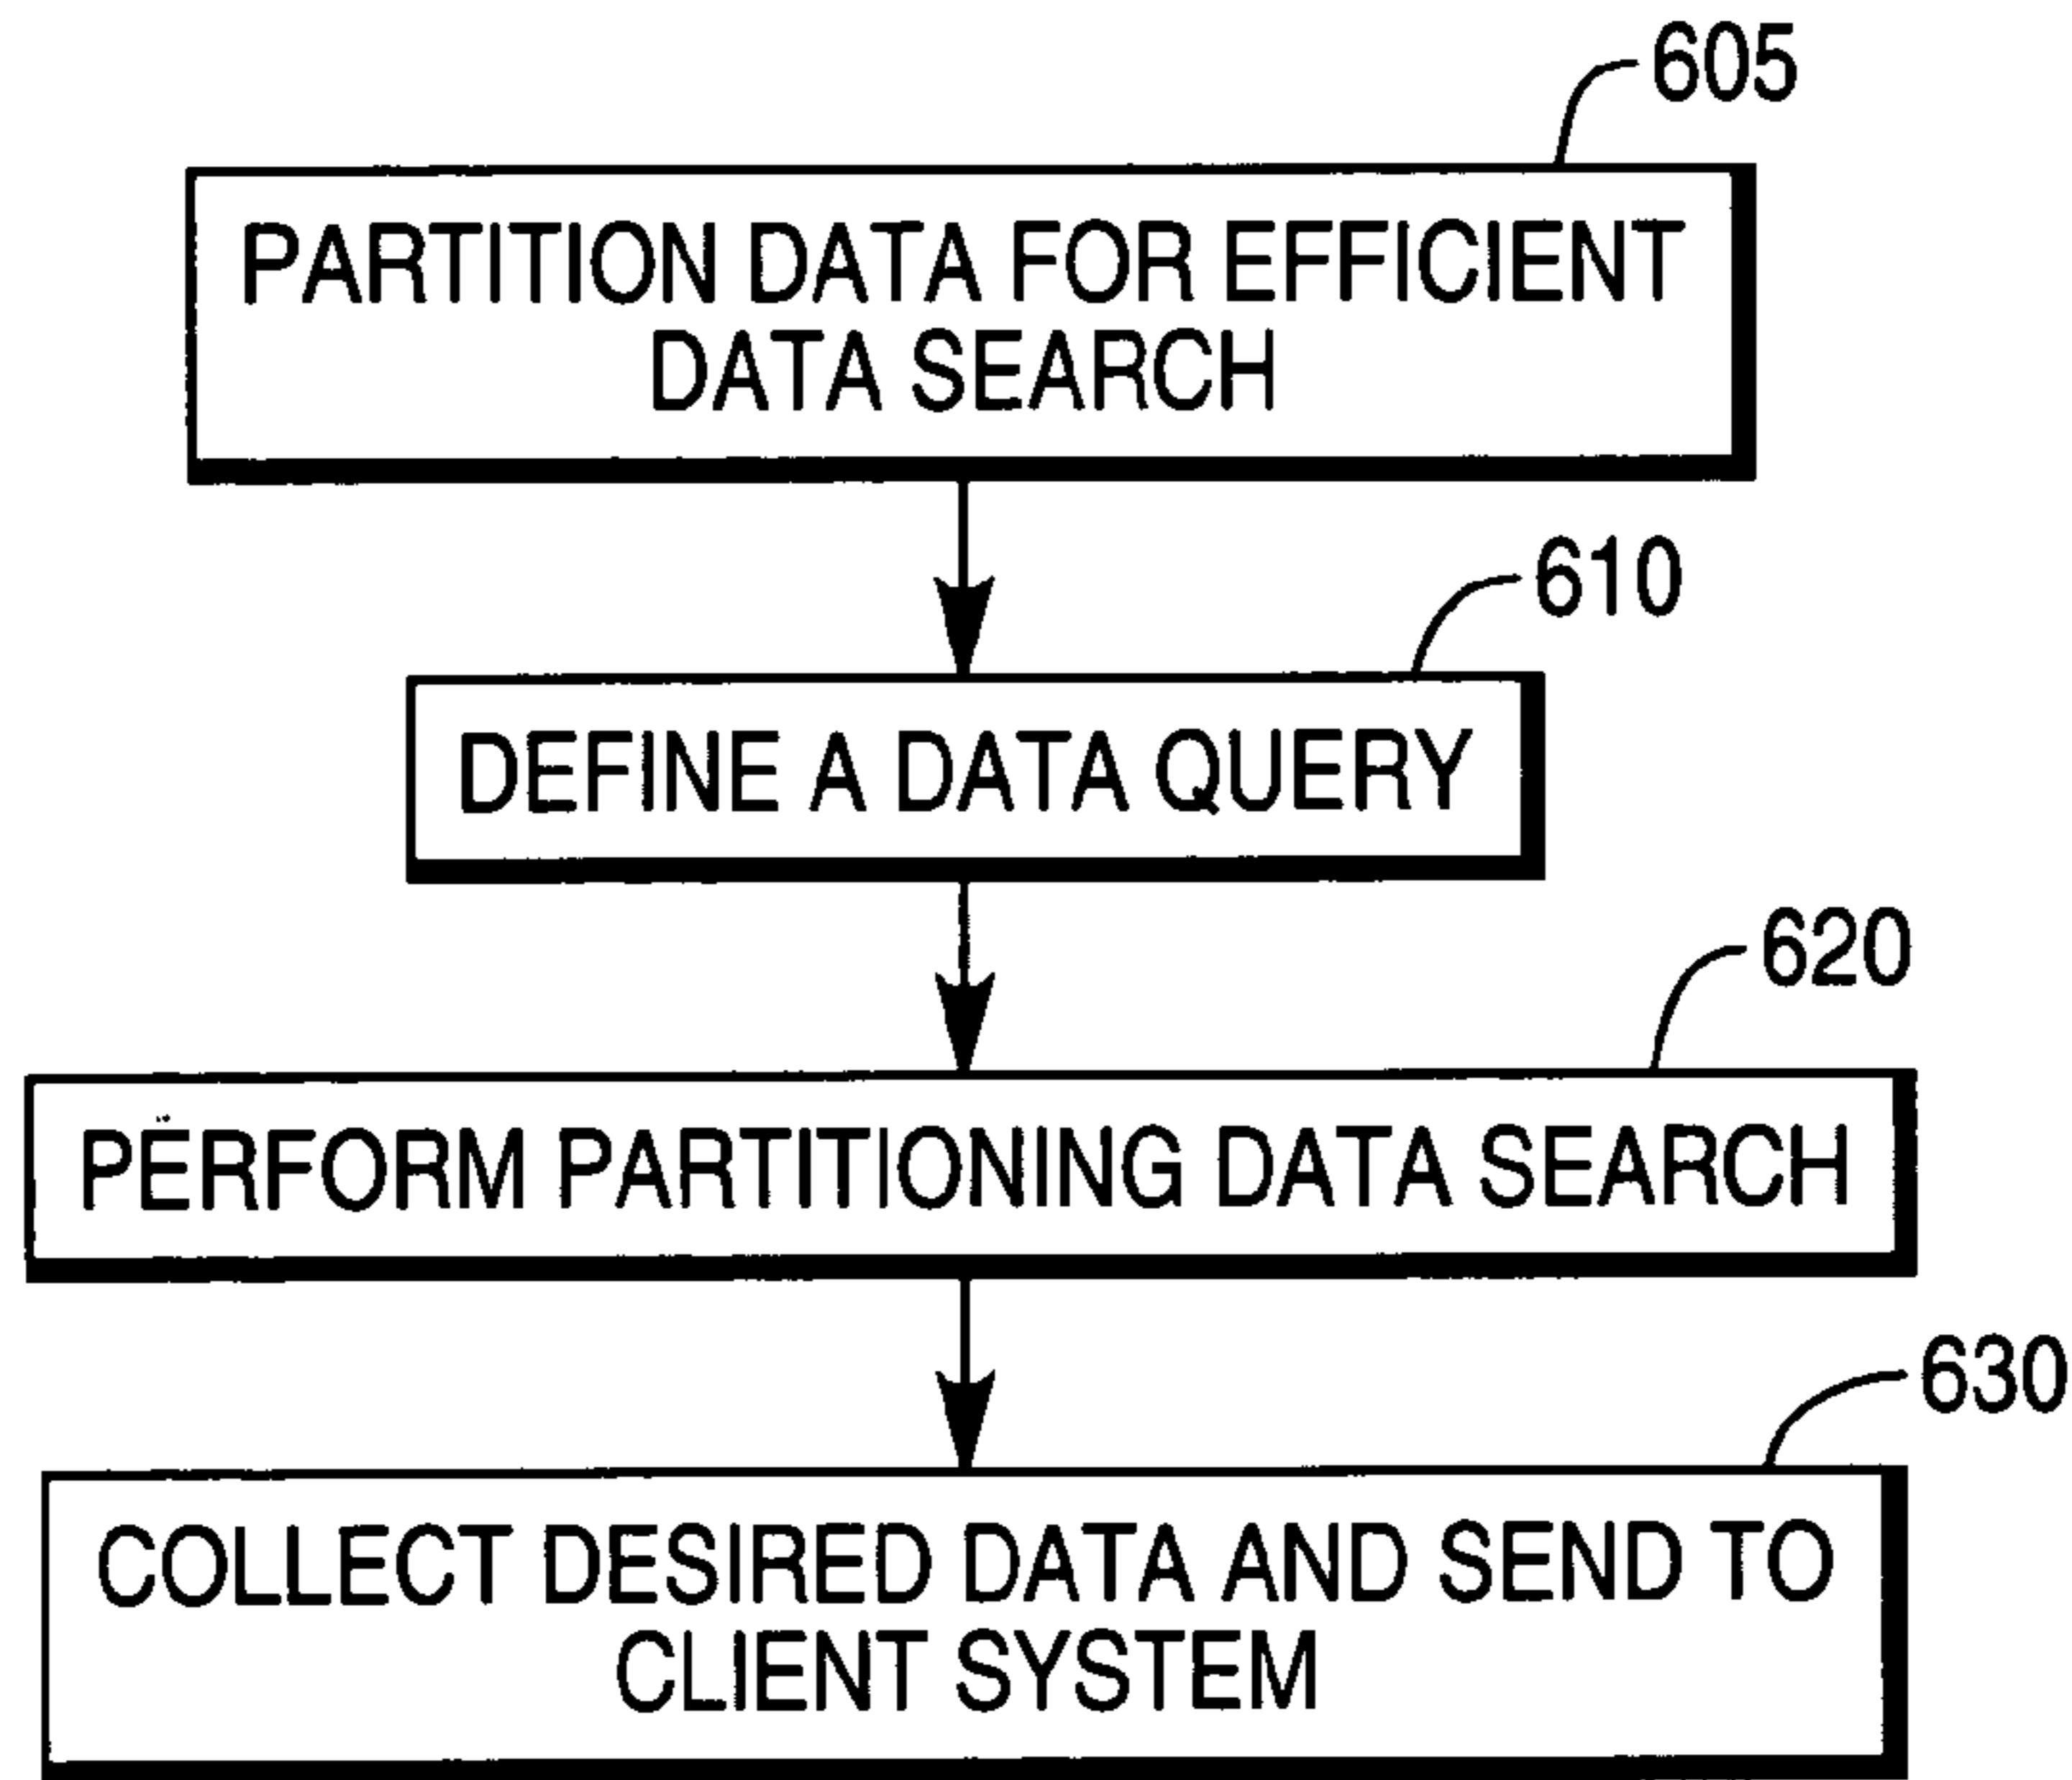 605
PARTITION DATA FOR EFFICIENT
DATA SEARCH
610
DEFINE A DATA QUERY
620
PERFORM PARTITIONING DATA SEARCH
630
COLLECT DESIRED DATA AND SEND TO
CLIENT SYSTEM